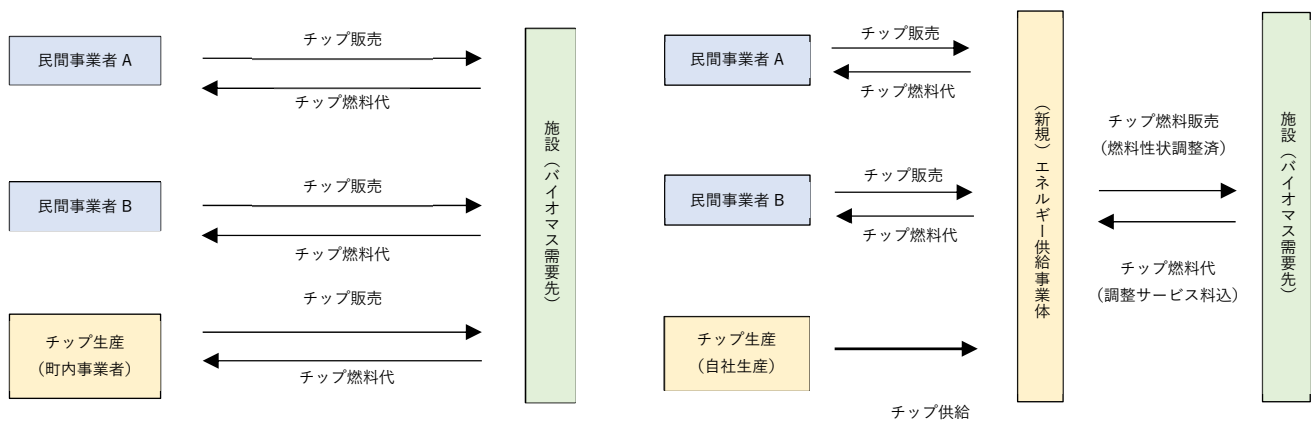 民間事業者 A
チップ販売
チップ燃料代
民間事業者 B
チップ販売
チップ燃料代
チップ生産
（町内事業者）
チップ販売
チップ燃料代
施設（バイオマス需要先）
民間事業者 A
チップ販売
チップ燃料代
民間事業者 B
チップ販売
チップ燃料代
チップ生産
（自社生産）
チップ供給
（新規）エネルギー供給事業体
チップ燃料販売
（燃料性状調整済）
チップ燃料代
（調整サービス料込）
施設（バイオマス需要先）